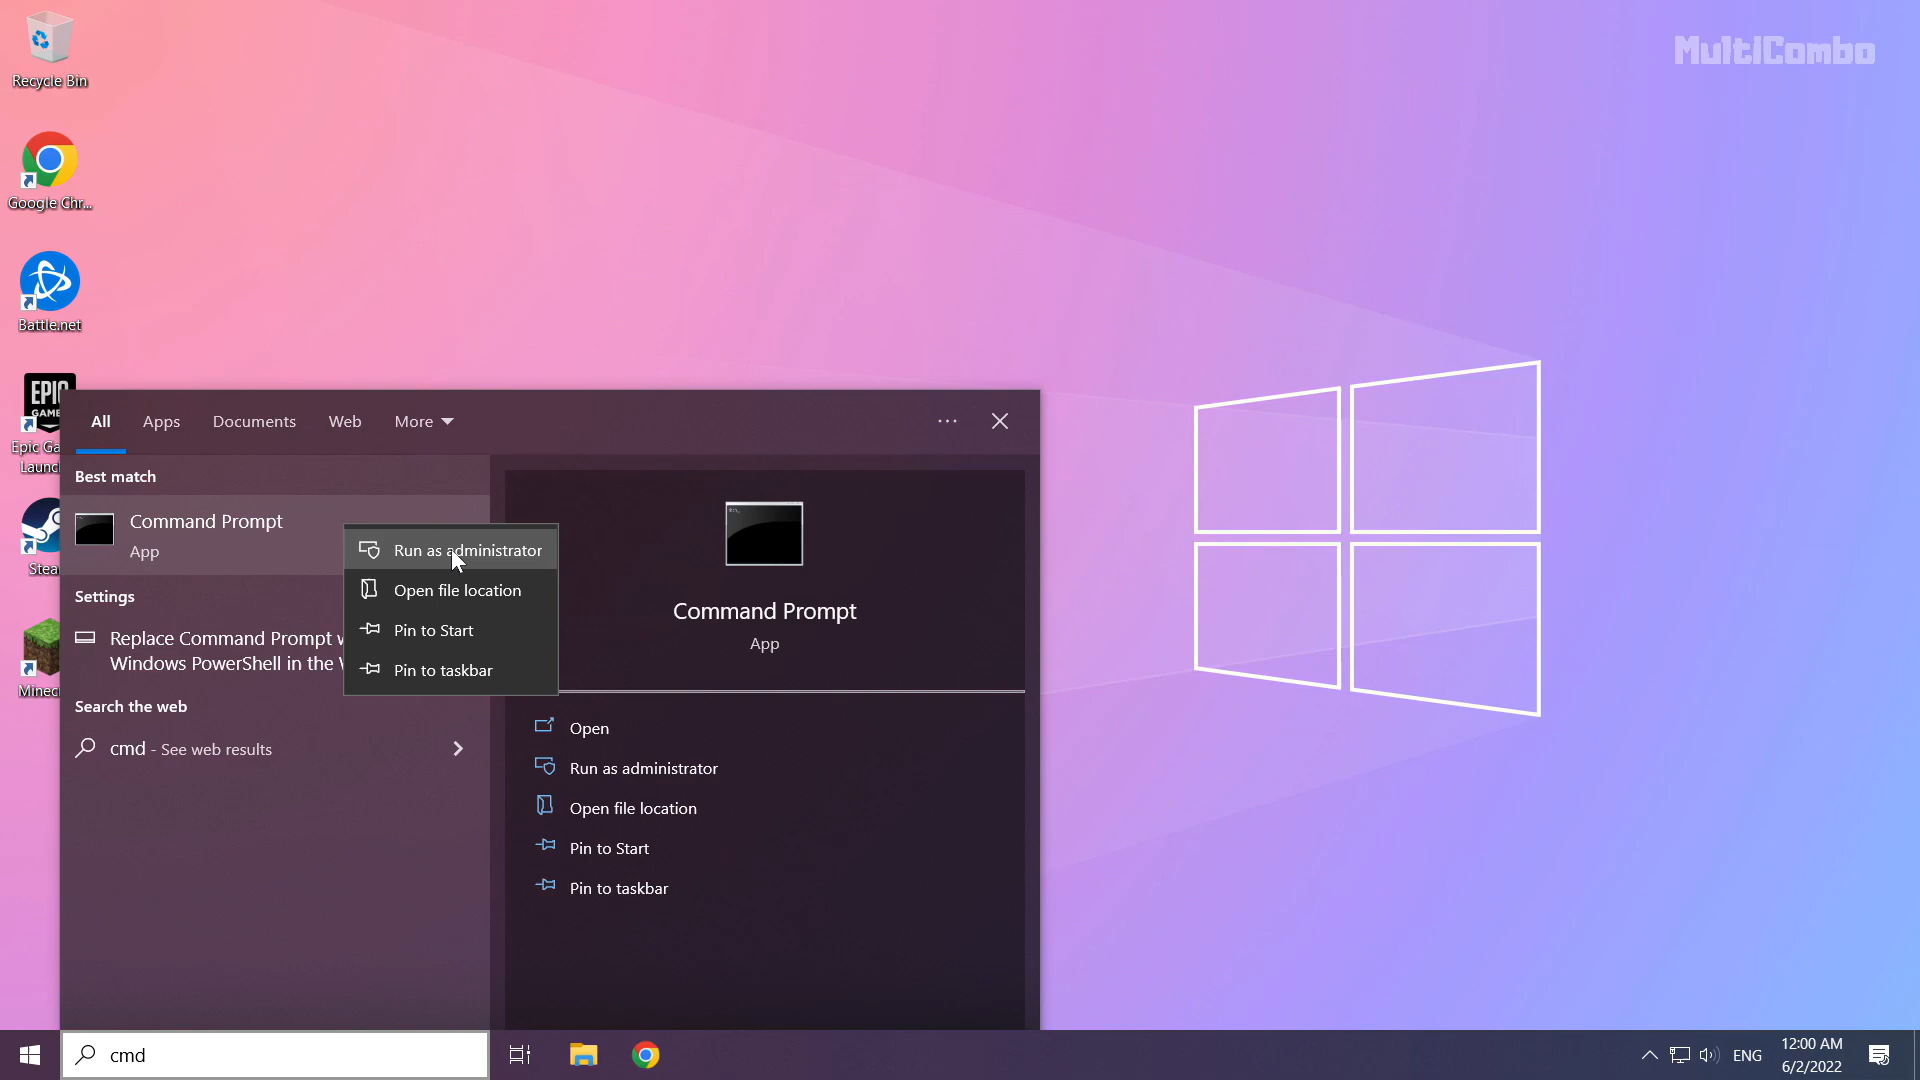 Recycle Bin
MultiCombo
Google Chr...
Battle.net
EPIC
GAM
Epic Ga
Launc
Stea
Minec
All Apps Documents Web More
Best match
Command Prompt
App
Settings
Replace Command Prompt w
Windows PowerShell in the
Search the web
cmd - See web results
Run as administrator
Open file location
Pin to Start
Pin to taskbar
Command Prompt
App
Open
Run as administrator
Open file location
Pin to Start
Pin to taskbar
cmd
ENG
12:00 AM
6/2/2022